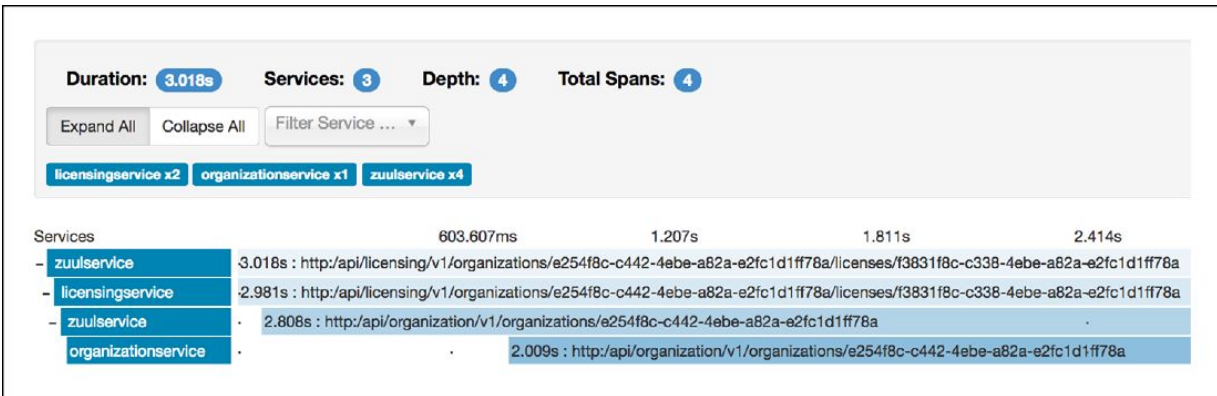 Duration: 3.018s Services: 3 Depth: 4 Total Spans: 4
Expand All Collapse All Filter Service ...
licensingservice x2 organizationservice x1 zuulservice x4
Services 603.607ms 1.207s 1.811s 2.414s
- zuulservice ·3.018s : http:/api/licensing/v1/organizations/e254f8c-c442-4ebe-a82a-e2fc1d1ff78a/licenses/f3831f8c-c338-4ebe-a82a-e2fc1d1ff78a
- licensingservice ·2.981s : http:/api/licensing/v1/organizations/e254f8c-c442-4ebe-a82a-e2fc1d1ff78a/licenses/f3831f8c-c338-4ebe-a82a-e2fc1d1ff78a
- zuulservice · 2.808s : http:/api/organization/v1/organizations/e254f8c-c442-4ebe-a82a-e2fc1d1ff78a ·
organizationservice · · 2.009s : http:/api/organization/v1/organizations/e254f8c-c442-4ebe-a82a-e2fc1d1ff78a